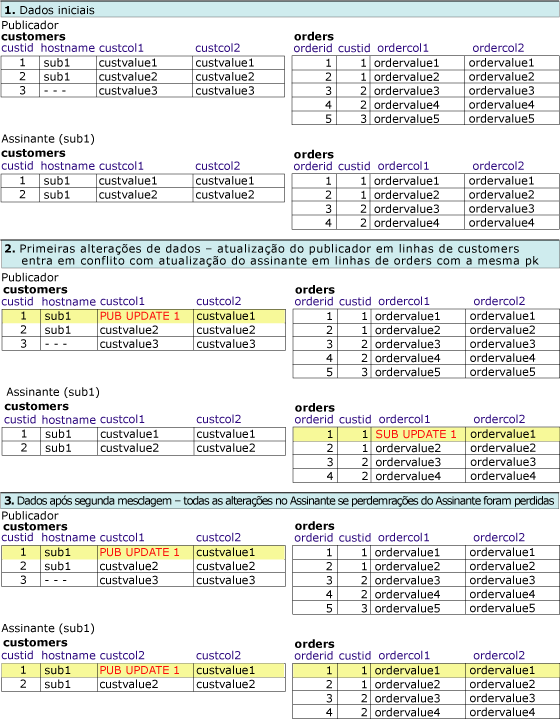 1. Dados iniciais
Publicador
customers orders
custid hostname custcol1 custcol2 orderid custid ordercol1 ordercol2
1 sub1 custvalue1 custvalue1 1 1 ordervalue1 ordervalue1
2 sub1 custvalue2 custvalue2 2 1 ordervalue2 ordervalue2
3 - - - custvalue3 custvalue3 3 2 ordervalue3 ordervalue3
4 2 ordervalue4 ordervalue4
5 3 ordervalue5 ordervalue5
Assinante (sub1)
customers orders
custid hostname custcol1 custcol2 orderid custid ordercol1 ordercol2
1 sub1 custvalue1 custvalue1 1 1 ordervalue1 ordervalue1
2 sub1 custvalue2 custvalue2 2 1 ordervalue2 ordervalue2
3 2 ordervalue3 ordervalue3
4 2 ordervalue4 ordervalue4
2. Primeiras alterações de dados – atualização do publicador em linhas de customers
entra em conflito com atualização do assinante em linhas de orders com a mesma pk
Publicador
customers orders
custid hostname custcol1 custcol2 orderid custid ordercol1 ordercol2
1 sub1 PUB UPDATE 1 custvalue1 1 1 ordervalue1 ordervalue1
2 sub1 custvalue2 custvalue2 2 1 ordervalue2 ordervalue2
3 - - - custvalue3 custvalue3 3 2 ordervalue3 ordervalue3
4 2 ordervalue4 ordervalue4
5 3 ordervalue5 ordervalue5
Assinante (sub1)
customers orders
custid hostname custcol1 custcol2 orderid custid ordercol1 ordercol2
1 sub1 custvalue1 custvalue1 1 1 SUB UPDATE 1 ordervalue1
2 sub1 custvalue2 custvalue2 2 1 ordervalue2 ordervalue2
3 2 ordervalue3 ordervalue3
4 2 ordervalue4 ordervalue4
3. Dados após segunda mesdagem – todas as alterações no Assinante se perdemrações do Assinante foram perdidas
Publicador
customers orders
custid hostname custcol1 custcol2 orderid custid ordercol1 ordercol2
1 sub1 PUB UPDATE 1 custvalue1 1 1 ordervalue1 ordervalue1
2 sub1 custvalue2 custvalue2 2 1 ordervalue2 ordervalue2
3 - - - custvalue3 custvalue3 3 2 ordervalue3 ordervalue3
4 2 ordervalue4 ordervalue4
5 3 ordervalue5 ordervalue5
Assinante (sub1)
customers orders
custid hostname custcol2 custcol2 orderid custid ordercol1 ordercol2
1 sub1 PUB UPDATE 1 custvalue1 1 1 ordervalue1 ordervalue1
2 sub1 custvalue2 custvalue2 2 1 ordervalue2 ordervalue2
3 2 ordervalue3 ordervalue3
4 2 ordervalue4 ordervalue4